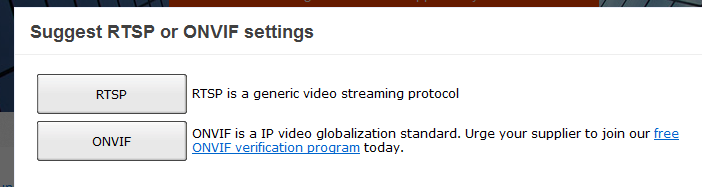 Suggest RTSP or ONVIF settings
RTSP RTSP is a generic video streaming protocol
ONVIF ONVIF is a IP video globalization standard. Urge your supplier to join our free
ONVIF verification program today.